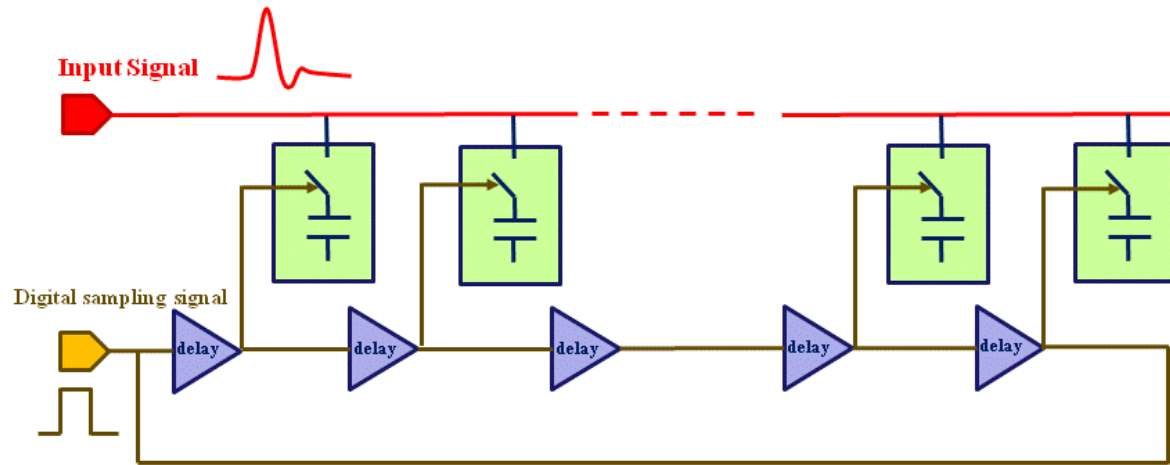 Input Signal
Digital sampling signal
delay
delay
delay
delay
delay